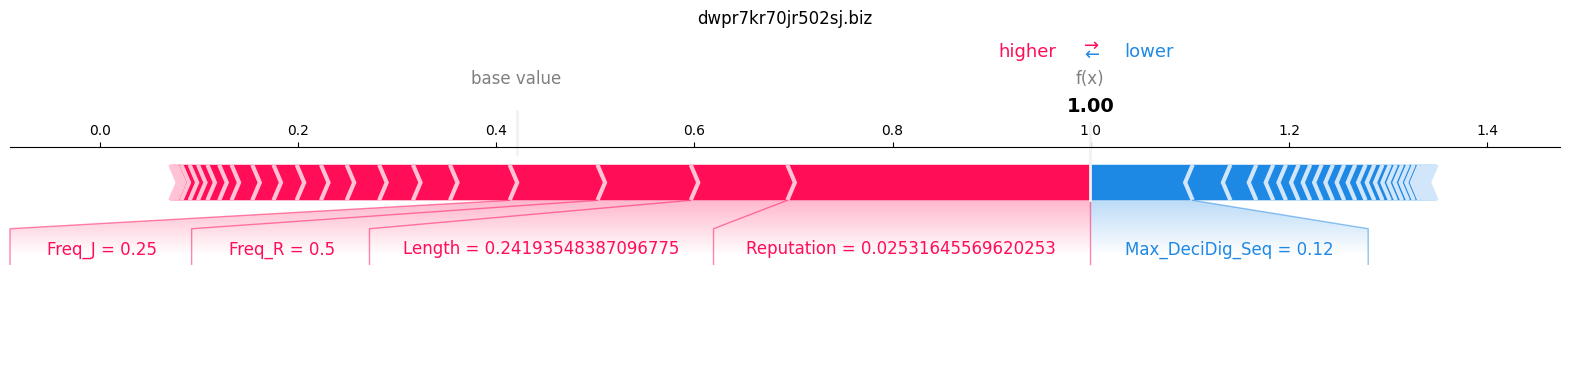 dwpr7kr70jr502sj.biz
higher ⇄ lower
base value f(x)
1.00
0.0 0.2 0.4 0.6 0.8 1.0 1.2 1.4
Freq_J = 0.25 Freq_R = 0.5 Length = 0.24193548387096775 Reputation = 0.02531645569620253 Max_DeciDig_Seq = 0.12